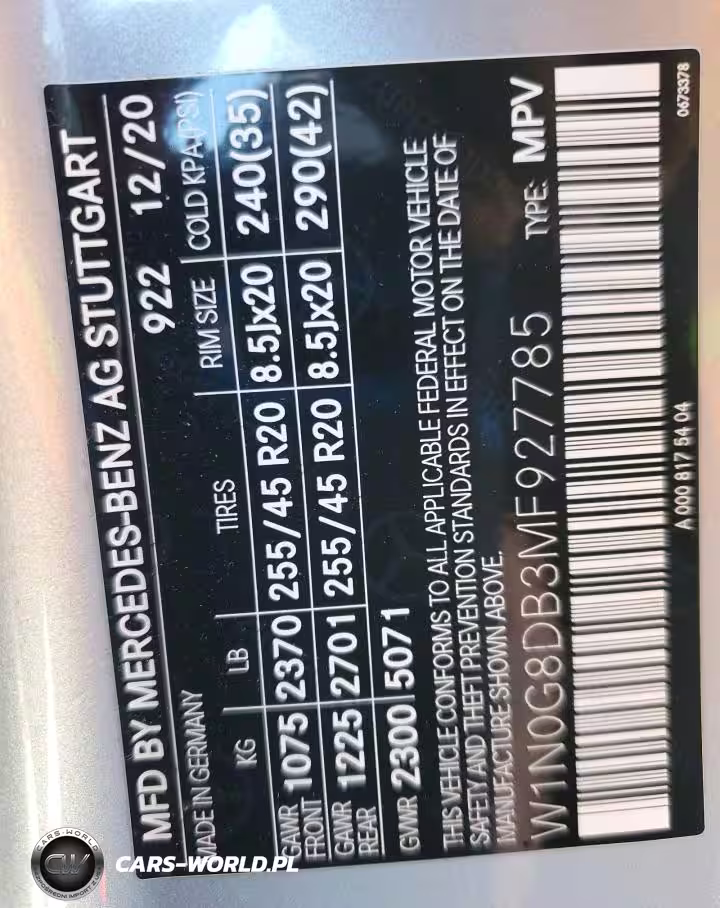 MFD BY MERCEDES-BENZ AG STUTTGART
922 12/20
MADE IN GERMANY
KG LB TIRES RIM SIZE COLD KPA(PSI)
GAWR FRONT 1075 2370 255/45 R20 8.5Jx20 240(35)
GAWR REAR 1225 2701 255/45 R20 8.5Jx20 290(42)
GVWR 2300 5071
THIS VEHICLE CONFORMS TO ALL APPLICABLE FEDERAL MOTOR VEHICLE
SAFETY AND THEFT PREVENTION STANDARDS IN EFFECT ON THE DATE OF
MANUFACTURE SHOWN ABOVE.
W1N0G8DB3MF927785 TYPE: MPV
A 000 817 54 04
0673378
CARS-WORLD
CW
CARS-WORLD.PL